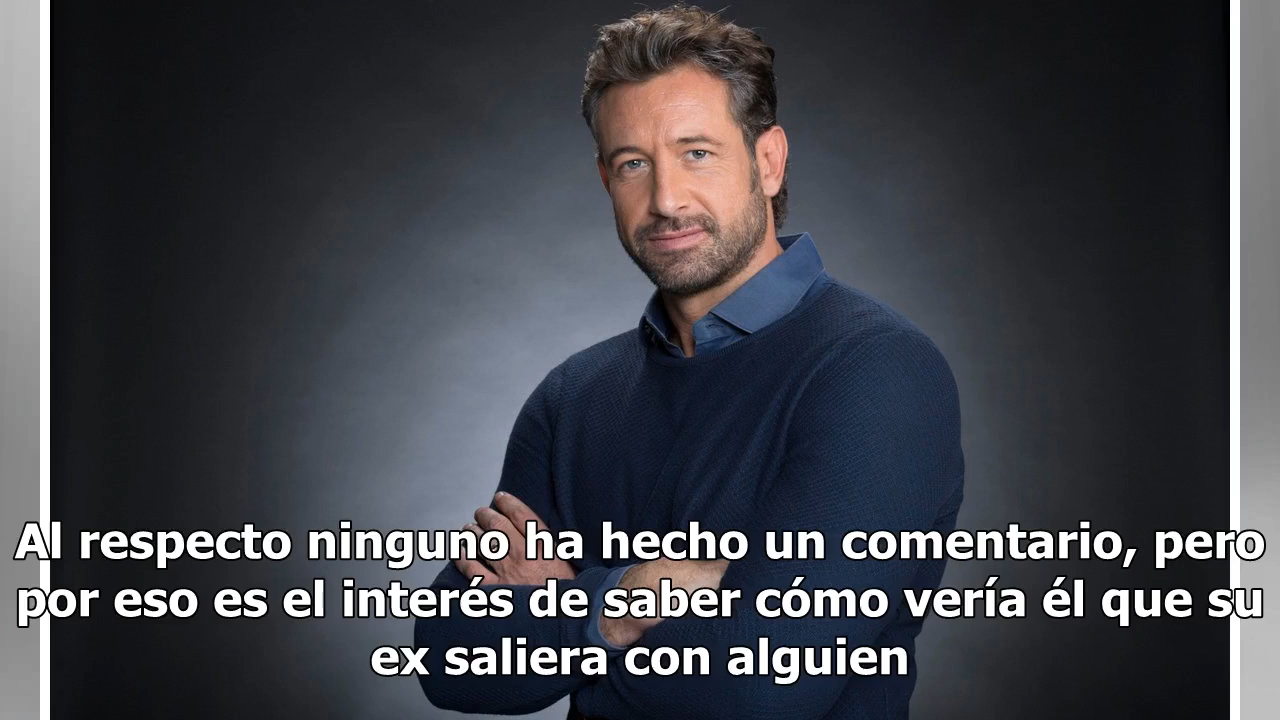 Al respecto ninguno ha hecho un comentario, pero
por eso es el interés de saber cómo vería él que su
ex saliera con alguien